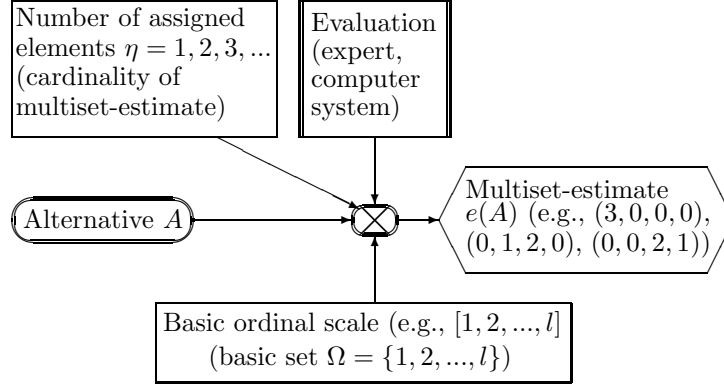 Number of assigned
elements η = 1, 2, 3, ...
(cardinality of
multiset-estimate)
Evaluation
(expert,
computer
system)
Alternative A
Multiset-estimate
e(A) (e.g., (3, 0, 0, 0),
(0, 1, 2, 0), (0, 0, 2, 1))
Basic ordinal scale (e.g., [1, 2, ..., l]
(basic set Ω = {1, 2, ..., l})